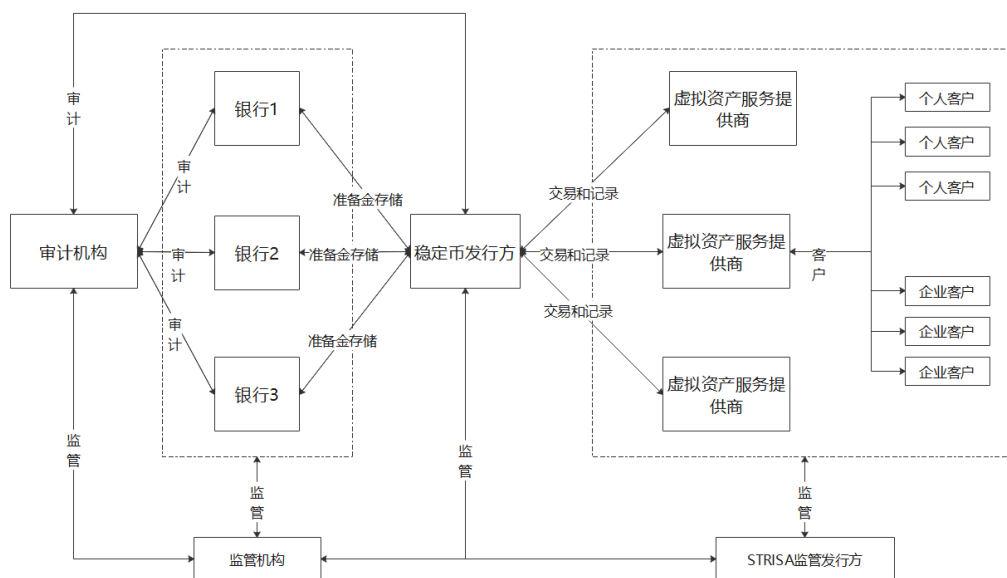 审
计
银行1
虚拟资产服务提
供商
个人客户
个人客户
个人客户
审
计
准备金存储
交易和记录
审计机构
审
计
银行2
准备金存储
稳定币发行方
交易和记录
虚拟资产服务提
供商
客
户
企业客户
企业客户
企业客户
审
计
准备金存储
交易和记录
银行3
虚拟资产服务提
供商
监
管
监
管
监
管
监
管
监管机构
STRISA监管发行方